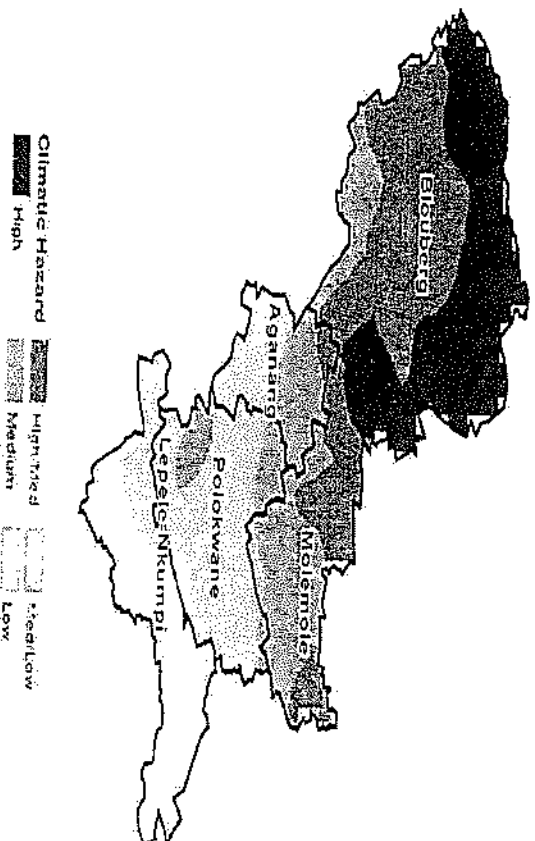 Blouberg
Aganang
Molemole
Polokwane
Lepele-Nkumpi
Climatic Hazard
High
High/Med
Medium
Med/Low
Low